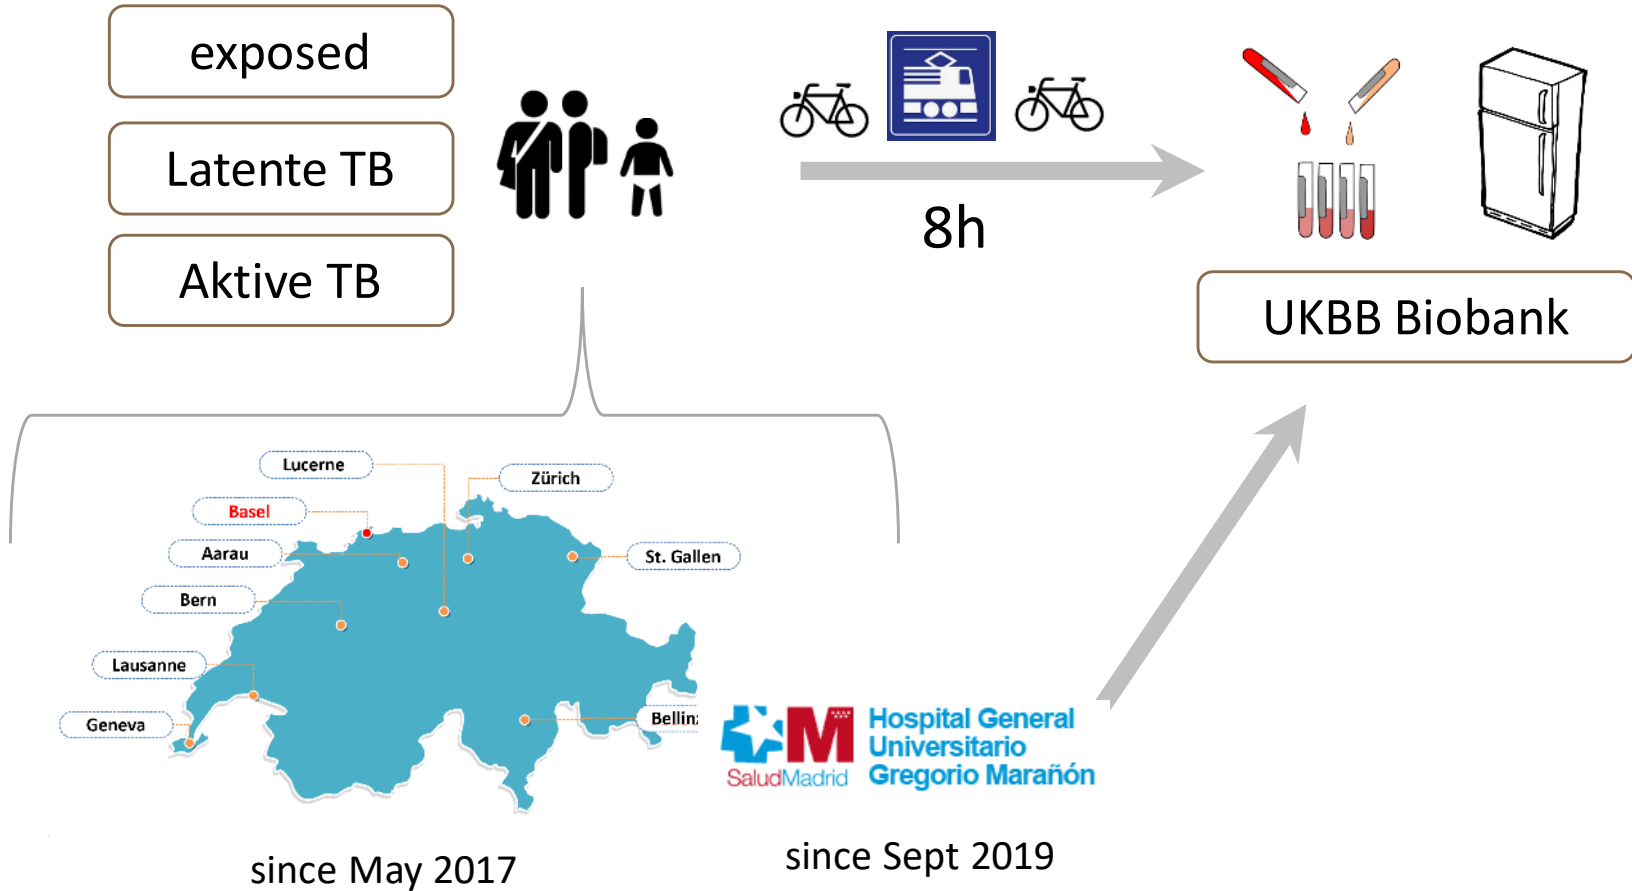 exposed
Latente TB
Aktive TB
8h
UKBB Biobank
Lucerne
Zürich
Basel
Aarau
St. Gallen
Bern
Lausanne
Geneva
Bellinz
SaludMadrid
Hospital General
Universitario
Gregorio Marañón
since May 2017
since Sept 2019